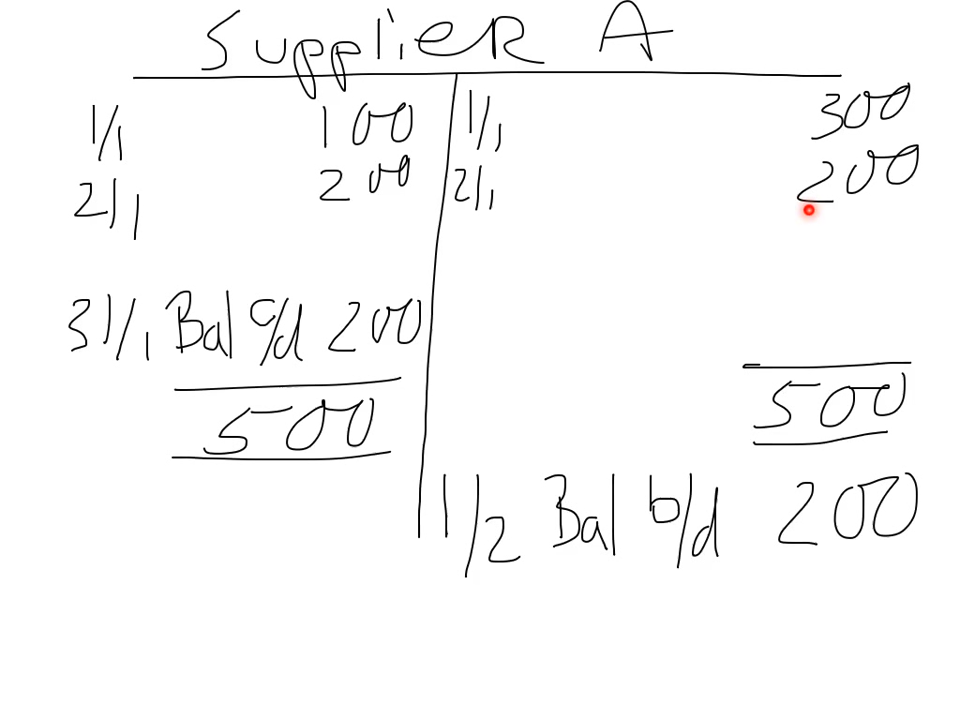 Supplier A
1/1 100 1/1 300
2/1 200 2/1 200
31/1 Bal c/d 200
500 500
1/2 Bal b/d 200